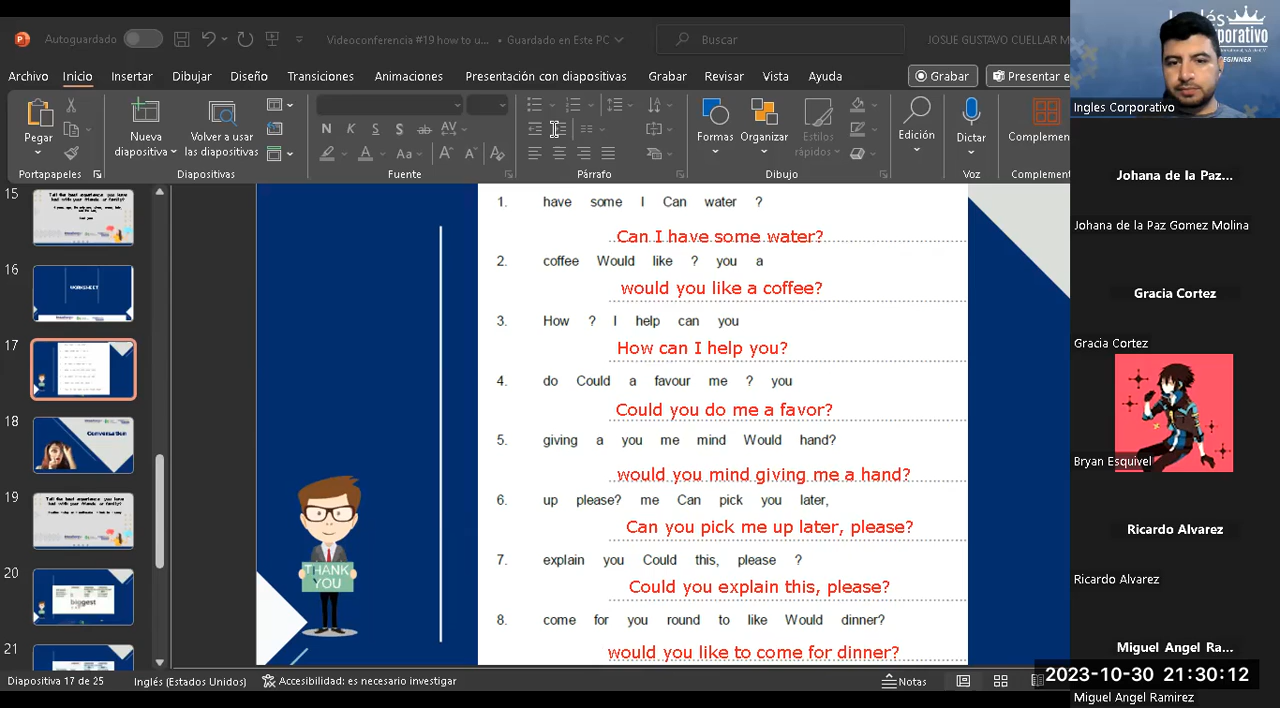 Autoguardado
Videoconferencia #19 how to u... • Guardado en Este PC
Buscar
JOSUE GUSTAVO CUELLAR M
Archivo Inicio Insertar Dibujar Diseño Transiciones Animaciones Presentación con diapositivas Grabar Revisar Vista Ayuda
Grabar
Presentar e
Pegar
Nueva diapositiva
Volver a usar las diapositivas
Formas
Organizar
Estilos rápidos
Edición
Dictar
Complemen
Portapapeles
Diapositivas
Fuente
Párrafo
Dibujo
Voz
Complement
15
16
WORKSHEET
17
18
Conversation
19
20
biggest
21
1. have some I Can water ?
Can I have some water?
2. coffee Would like ? you a
would you like a coffee?
3. How ? I help can you
How can I help you?
4. do Could a favour me ? you
Could you do me a favor?
5. giving a you me mind Would hand?
would you mind giving me a hand?
6. up please? me Can pick you later,
Can you pick me up later, please?
7. explain you Could this, please ?
Could you explain this, please?
8. come for you round to like Would dinner?
would you like to come for dinner?
THANK
YOU
Diapositiva 17 de 25
Inglés (Estados Unidos)
Accesibilidad: es necesario investigar
Notas
Ingles Corporativo
Johana de la Paz...
Johana de la Paz Gomez Molina
Gracia Cortez
Gracia Cortez
Bryan Esquivel
Ricardo Alvarez
Ricardo Alvarez
Miguel Angel Ra...
2023-10-30 21:30:12
Miguel Angel Ramirez